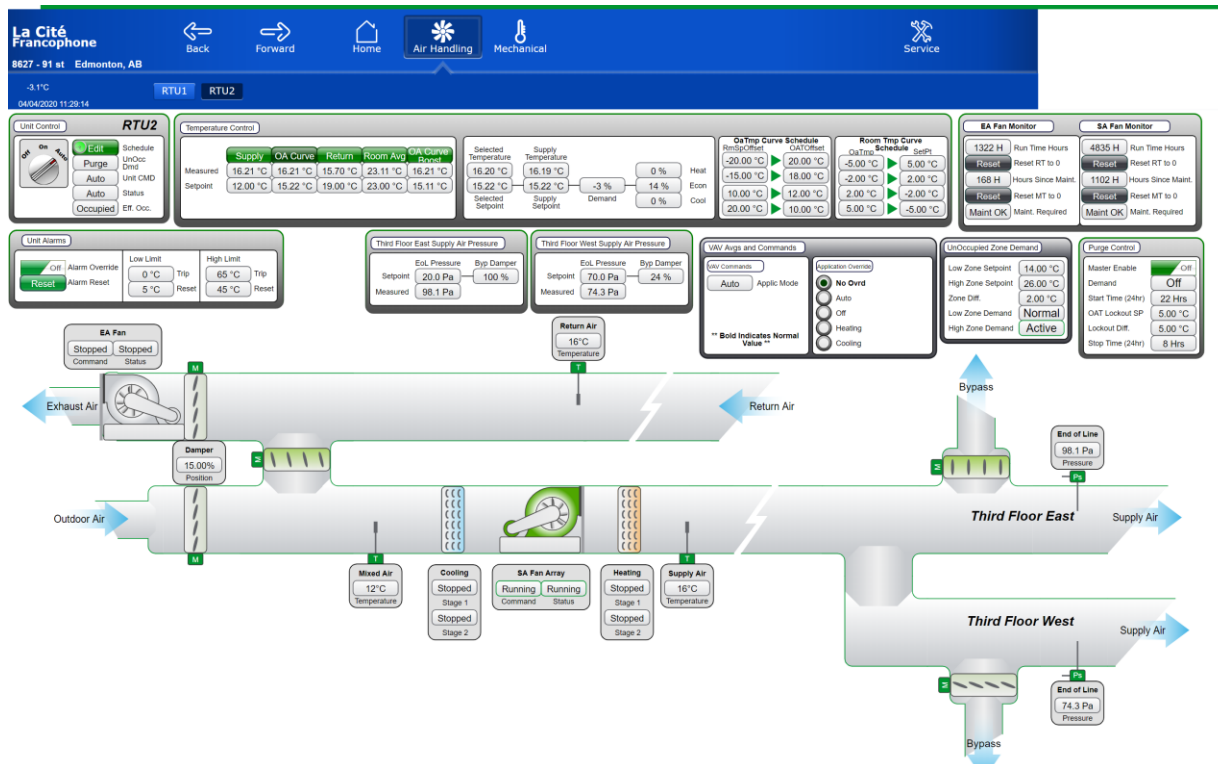 La Cité
Francophone
8627 - 91 st Edmonton, AB
Back
Forward
Home
Air Handling
Mechanical
Service
-3.1°C
04/04/2020 11:29:14
RTU1
RTU2
Unit Control
RTU2
Off
On
Auto
Edit Schedule
Purge UnOcc Dmd
Auto Unit CMD
Auto Status
Occupied Eff. Occ.
Temperature Control
Supply OA Curve Return Room Avg OA Curve Boost
Measured 16.21 °C 16.21 °C 15.70 °C 23.11 °C 16.21 °C
Setpoint 12.00 °C 15.22 °C 19.00 °C 23.00 °C 15.11 °C
Selected Temperature
Supply Temperature
16.20 °C 16.19 °C
15.22 °C 15.22 °C
Selected Setpoint
Supply Setpoint
-3 %
Demand
0 % Heat
14 % Econ
0 % Cool
OaTmp Curve Schedule
RmSpOffset OATOffset
-20.00 °C 20.00 °C
-15.00 °C 18.00 °C
10.00 °C 12.00 °C
20.00 °C 10.00 °C
Room Tmp Curve Schedule
OaTmp SetPt
-5.00 °C 5.00 °C
-2.00 °C 2.00 °C
2.00 °C -2.00 °C
5.00 °C -5.00 °C
EA Fan Monitor
1322 H Run Time Hours
Reset Reset RT to 0
168 H Hours Since Maint.
Reset Reset MT to 0
Maint OK Maint. Required
SA Fan Monitor
4835 H Run Time Hours
Reset Reset RT to 0
1102 H Hours Since Maint.
Reset Reset MT to 0
Maint OK Maint. Required
Unit Alarms
Off Alarm Override
Reset Alarm Reset
Low Limit
0 °C Trip
5 °C Reset
High Limit
65 °C Trip
45 °C Reset
Third Floor East Supply Air Pressure
EoL Pressure Byp Damper
Setpoint 20.0 Pa 100 %
Measured 98.1 Pa
Third Floor West Supply Air Pressure
EoL Pressure Byp Damper
Setpoint 70.0 Pa 24 %
Measured 74.3 Pa
VAV Avgs and Commands
VAV Commands
Auto Applic Mode
** Bold Indicates Normal
Value **
Application Override
No Ovrd
Auto
Off
Heating
Cooling
UnOccupied Zone Demand
Low Zone Setpoint 14.00 °C
High Zone Setpoint 26.00 °C
Zone Diff. 2.00 °C
Low Zone Demand Normal
High Zone Demand Active
Purge Control
Master Enable Off
Demand Off
Start Time (24hr) 22 Hrs
OAT Lockout SP 5.00 °C
Lockout Diff. 5.00 °C
Stop Time (24hr) 8 Hrs
EA Fan
Stopped Stopped
Command Status
M
Return Air
16°C
Temperature
T
Bypass
Exhaust Air
Return Air
Damper
15.00%
Position
M
M
End of Line
98.1 Pa
Pressure
Ps
Outdoor Air
Third Floor East
Supply Air
M
T
T
Mixed Air
12°C
Temperature
Cooling
Stopped
Stage 1
Stopped
Stage 2
SA Fan Array
Running Running
Command Status
Heating
Stopped
Stage 1
Stopped
Stage 2
Supply Air
16°C
Temperature
Third Floor West
Supply Air
M
Ps
End of Line
74.3 Pa
Pressure
Bypass